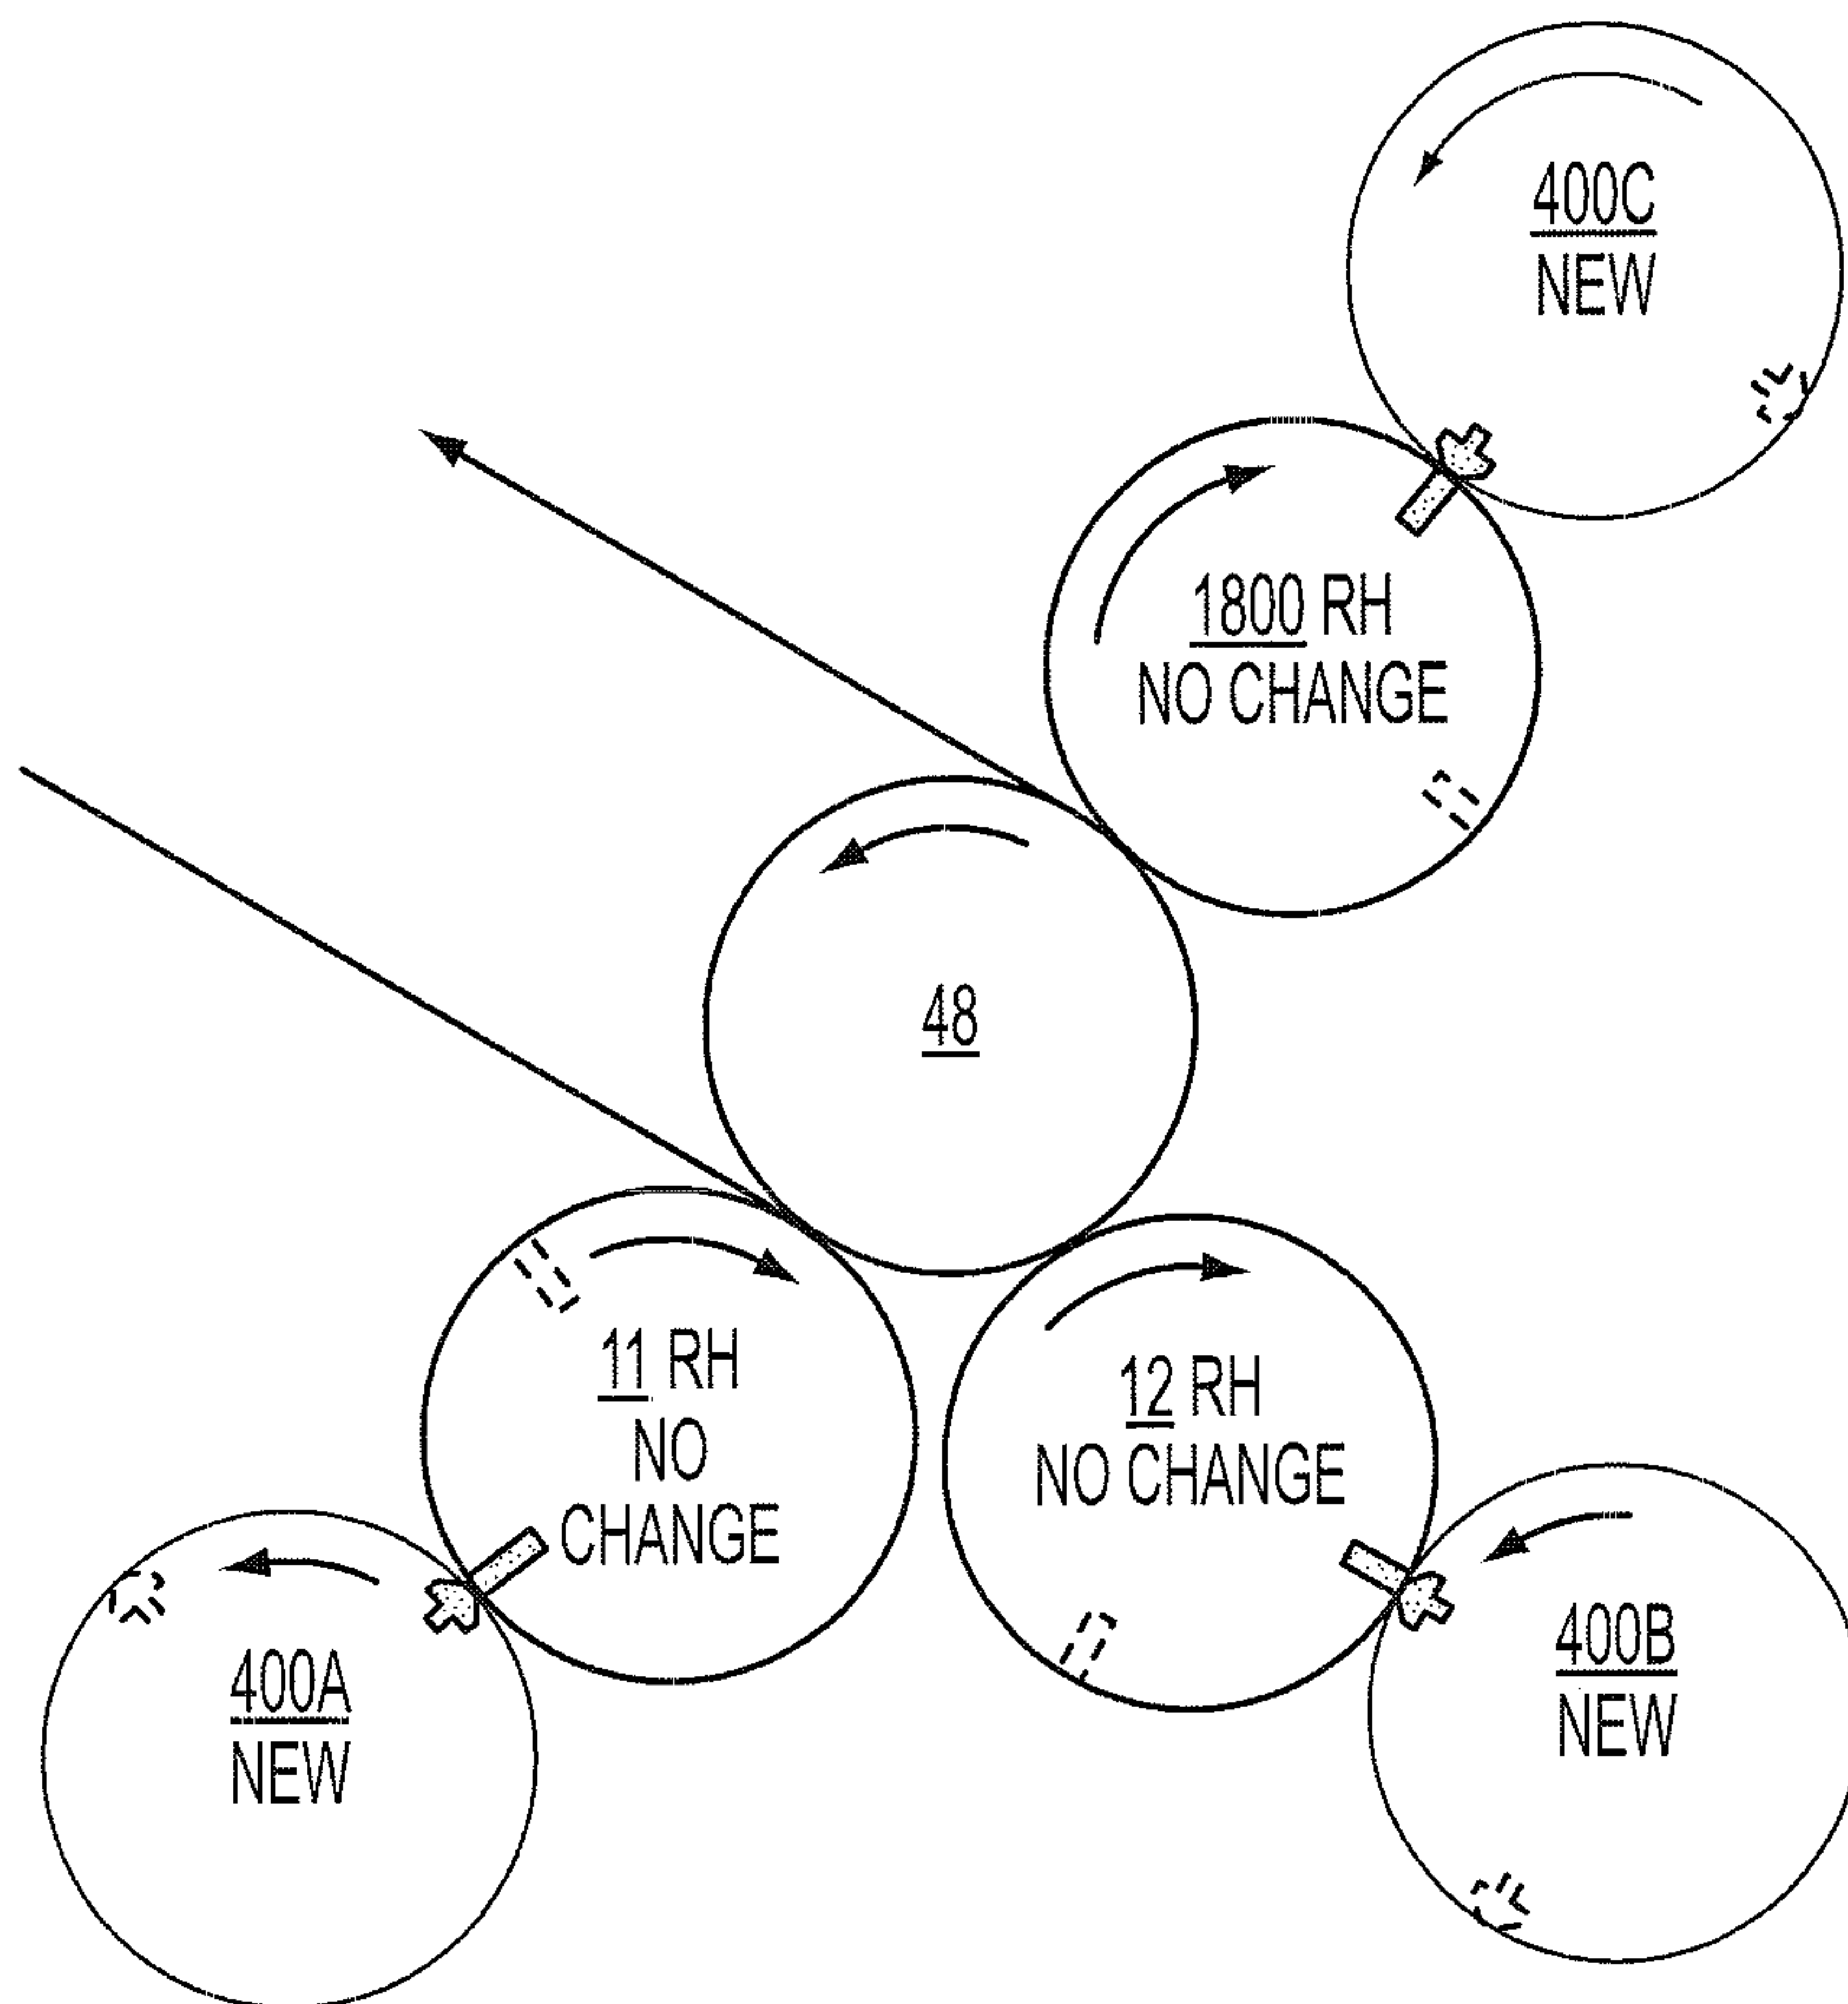 400C
NEW
1800 RH
NO CHANGE
48
11 RH
NO
CHANGE
12 RH
NO CHANGE
400A
NEW
400B
NEW